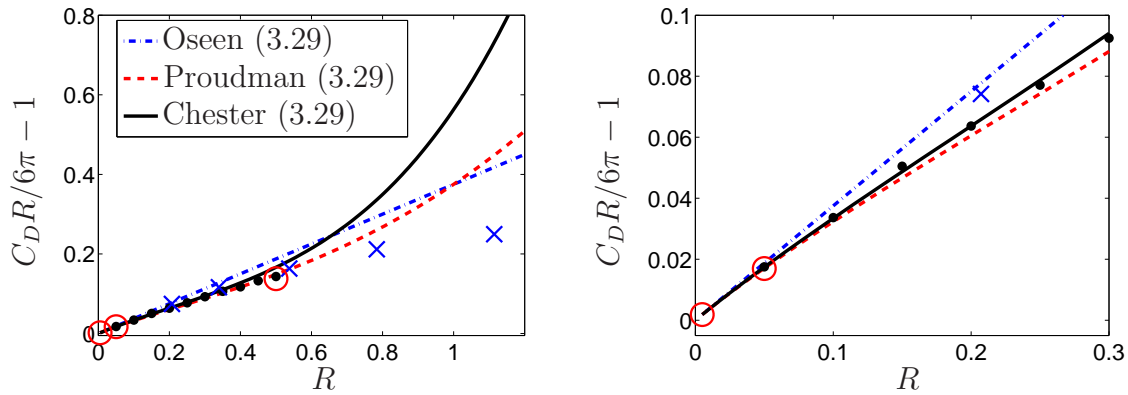 0.8
0.6
0.4
0.2
0
0 0.2 0.4 0.6 0.8 1
C_D R/6π − 1
R
Oseen (3.29)
Proudman (3.29)
Chester (3.29)
0.1
0.08
0.06
0.04
0.02
0
0 0.1 0.2 0.3
C_D R/6π − 1
R